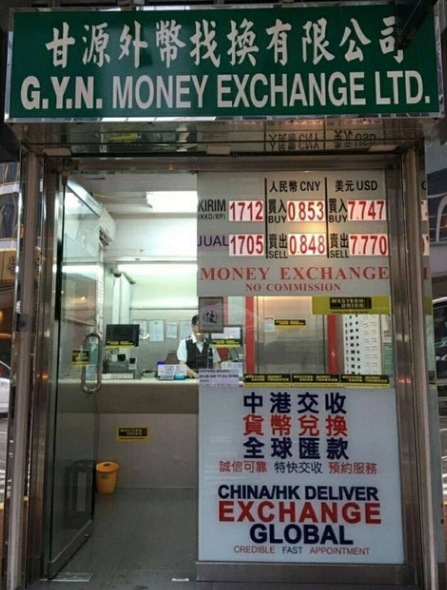 甘源外幣找換有限公司
G.Y.N. MONEY EXCHANGE LTD.
人民幣 CNY 美元 USD
KIRIM 1712 買入 BUY 0853 買入 BUY 7.747
(HKD/RP)
JUAL 1705 賣出 SELL 0848 賣出 SELL 7.770
MONEY EXCHANGE
NO COMMISSION
WESTERN UNION
中港交收
貨幣兌換
全球匯款
誠信可靠 特快交收 預約服務
CHINA/HK DELIVER
EXCHANGE
GLOBAL
CREDIBLE FAST APPOINTMENT